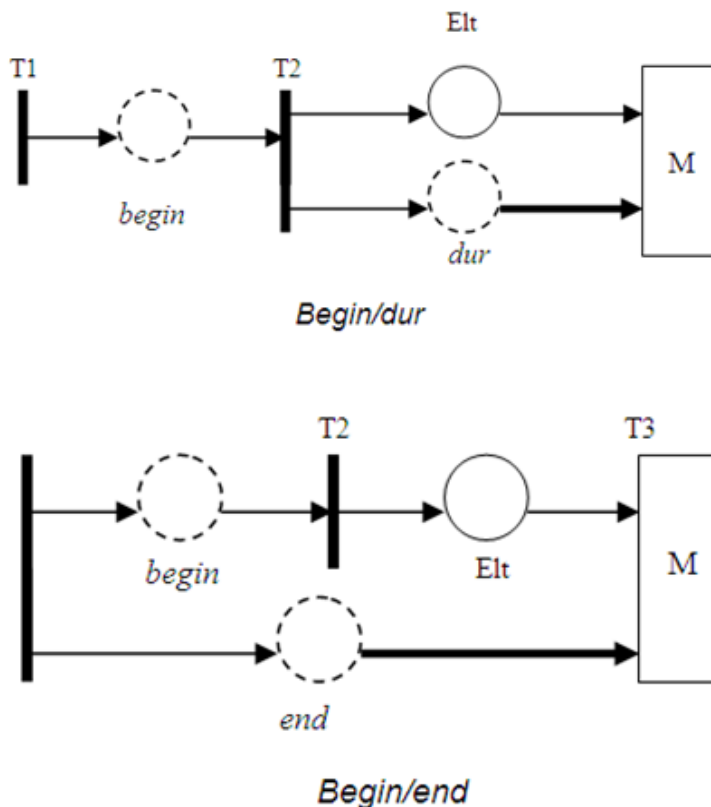 Elt
T1
T2
M
begin
dur
Begin/dur
T2
T3
M
begin
Elt
end
Begin/end